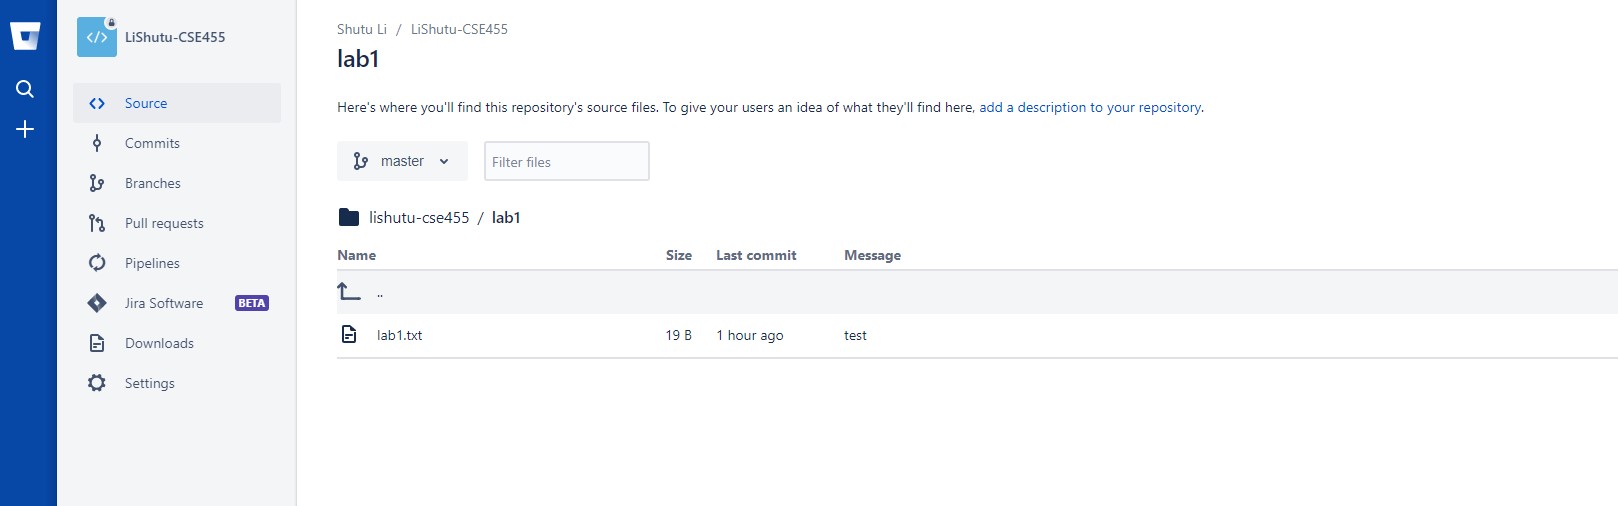 LiShutu-CSE455
Source
Commits
Branches
Pull requests
Pipelines
Jira Software BETA
Downloads
Settings
Shutu Li / LiShutu-CSE455
lab1
Here's where you'll find this repository's source files. To give your users an idea of what they'll find here, add a description to your repository.
master Filter files
lishutu-cse455 / lab1
Name Size Last commit Message
..
lab1.txt 19 B 1 hour ago test